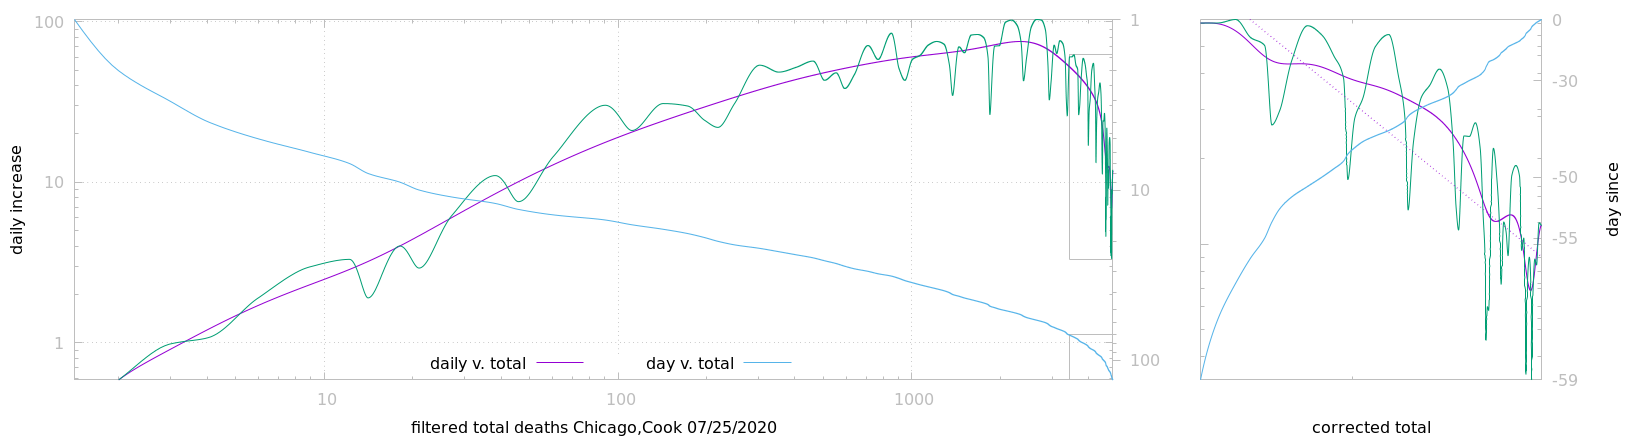 100
10
1
daily increase
10
100
1000
filtered total deaths Chicago,Cook 07/25/2020
daily v. total
day v. total
1
10
100
0
-30
-50
-55
-59
day since
corrected total